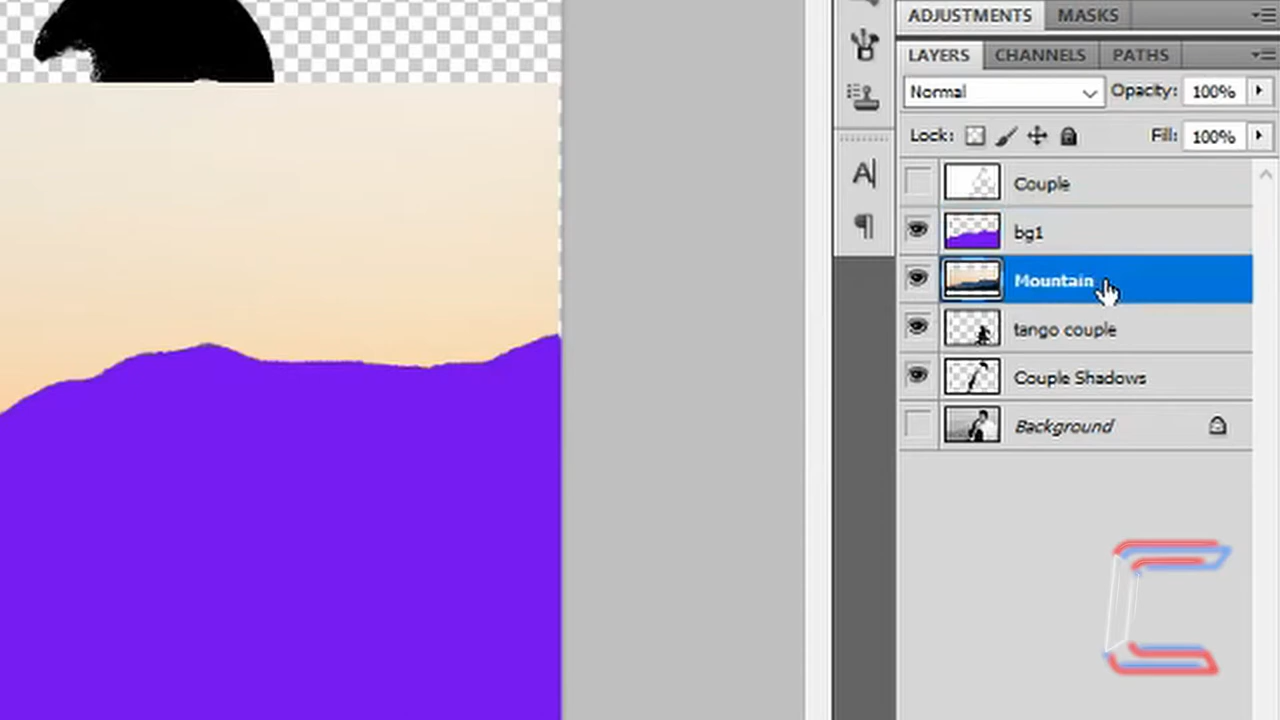 ADJUSTMENTS MASKS
LAYERS CHANNELS PATHS
Normal Opacity: 100%
Lock: Fill: 100%
Couple
bg1
Mountain
tango couple
Couple Shadows
Background
A
C